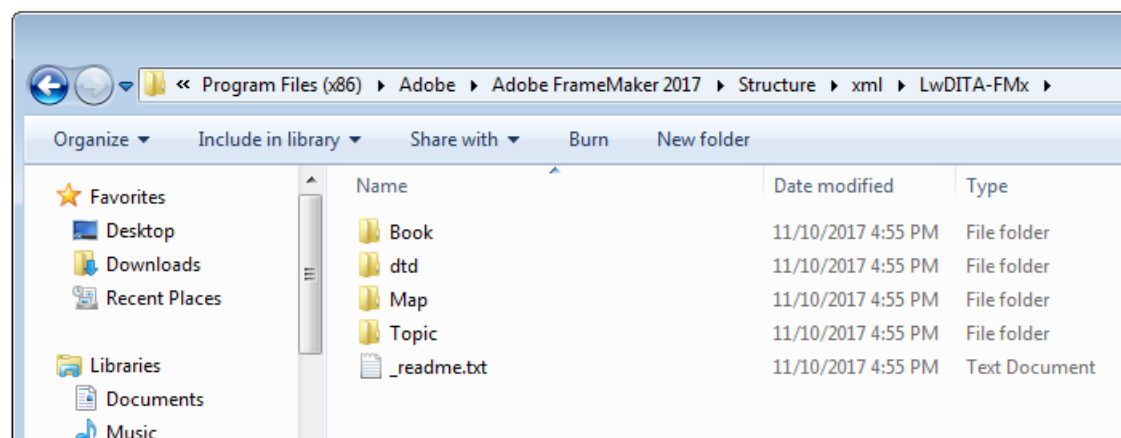 « Program Files (x86) Adobe Adobe FrameMaker 2017 Structure xml LwDITA-FMx
Organize Include in library Share with Burn New folder
Name Date modified Type
Favorites
Desktop
Downloads
Recent Places
Libraries
Documents
Music
Book 11/10/2017 4:55 PM File folder
dtd 11/10/2017 4:55 PM File folder
Map 11/10/2017 4:55 PM File folder
Topic 11/10/2017 4:55 PM File folder
_readme.txt 11/10/2017 4:55 PM Text Document